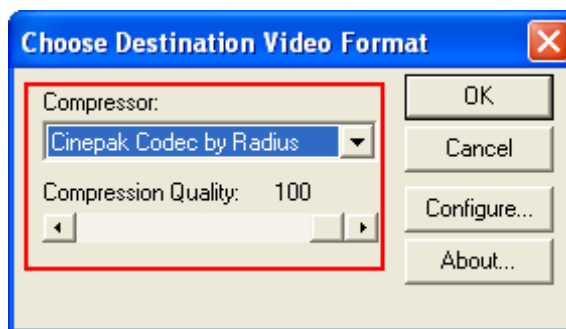 Choose Destination Video Format
Compressor:
Cinepak Codec by Radius
Compression Quality: 100
OK
Cancel
Configure...
About...